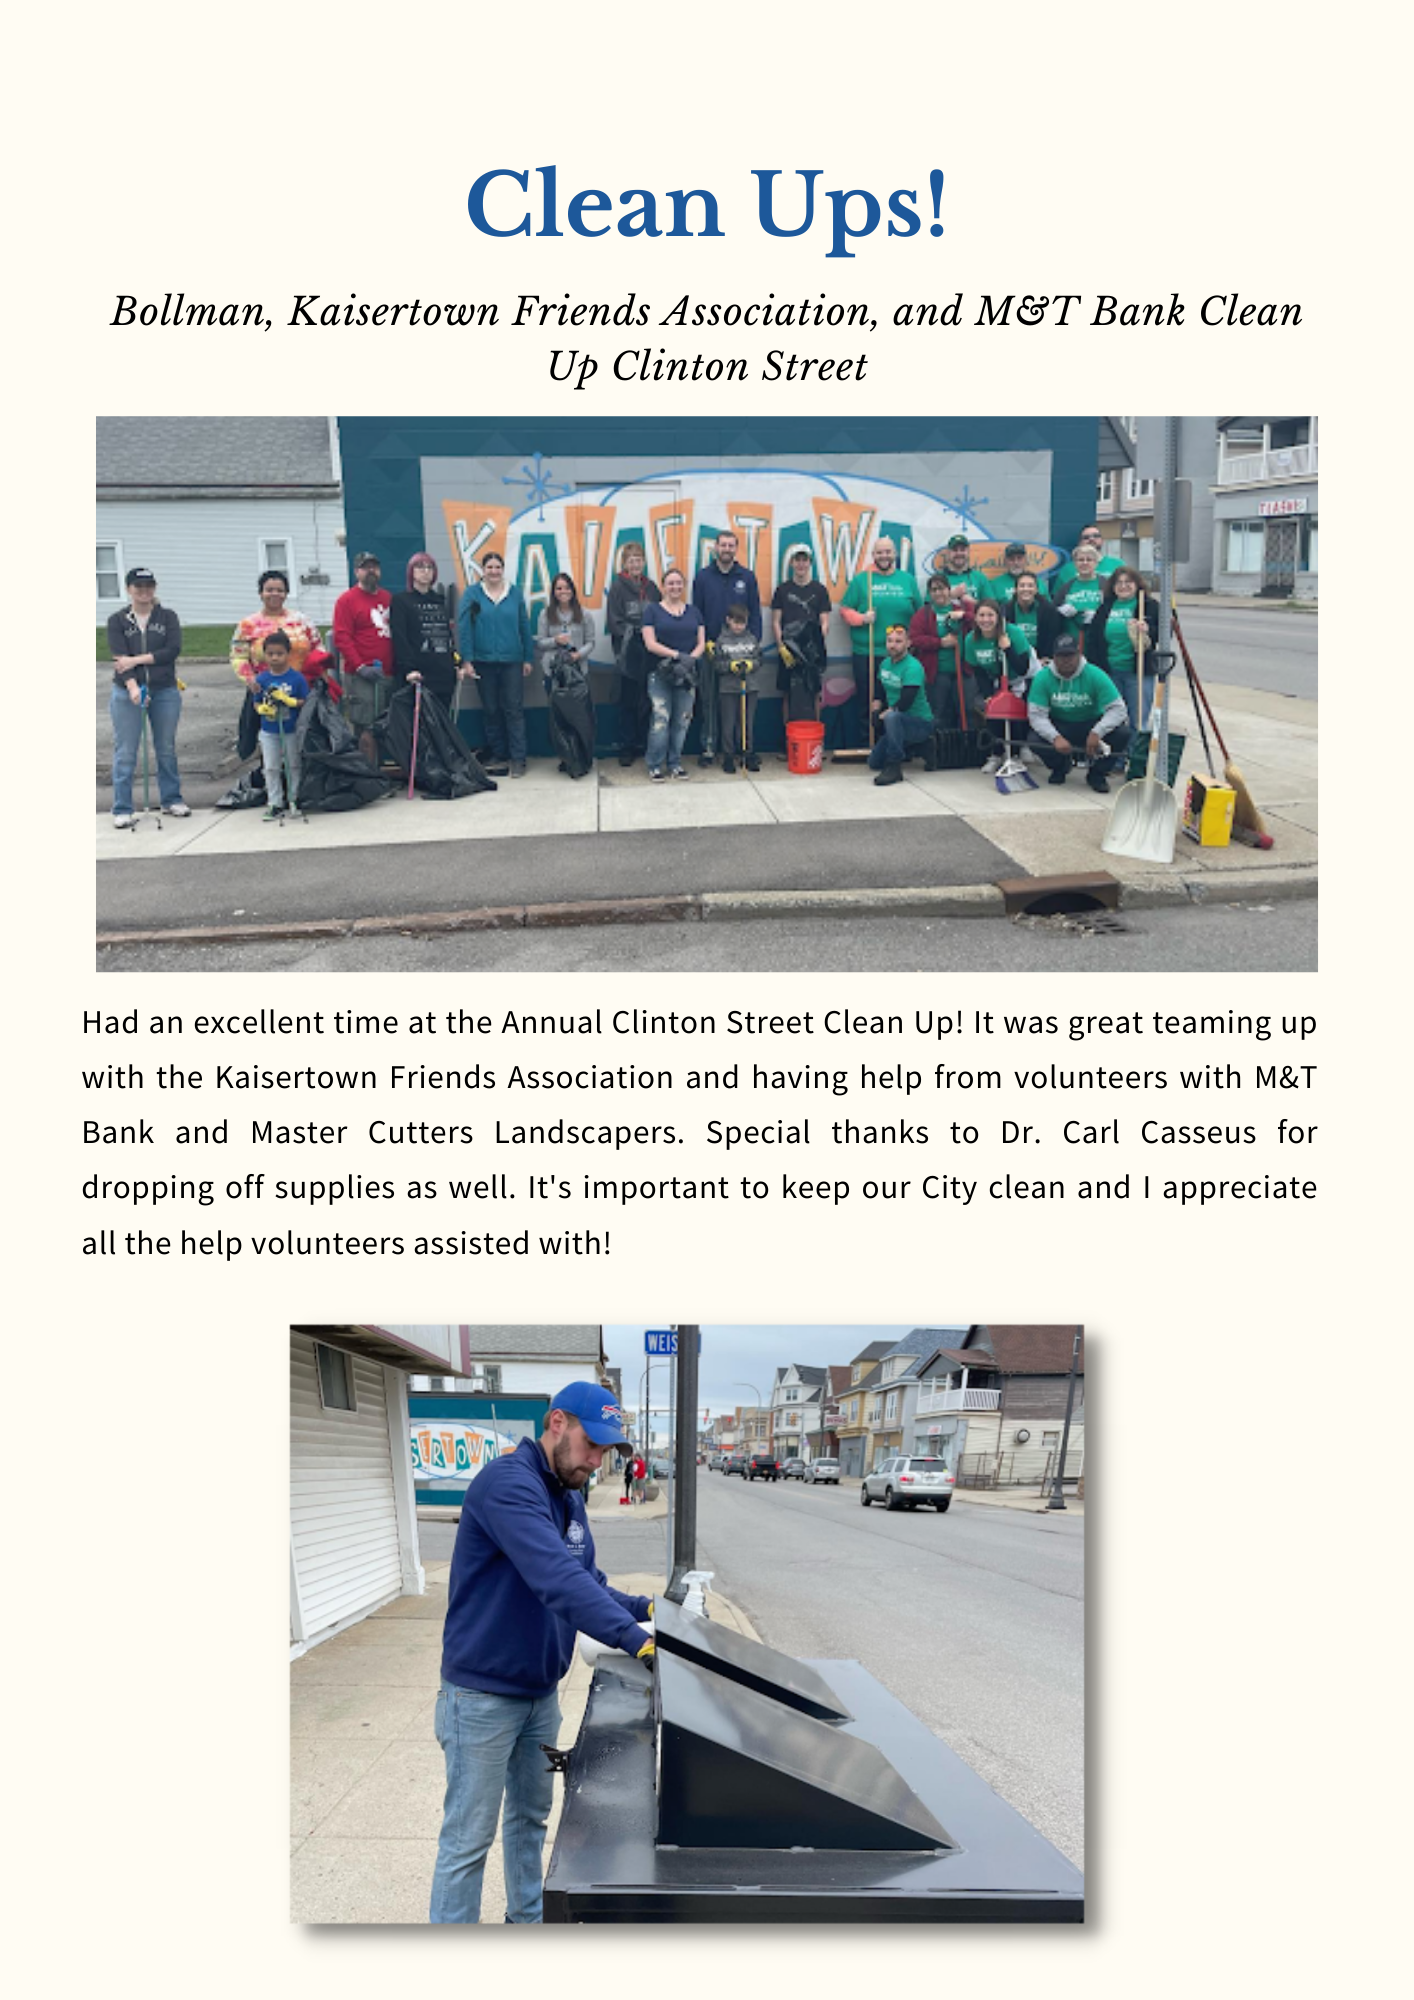 Clean Ups!
Bollman, Kaisertown Friends Association, and M&T Bank Clean
Up Clinton Street
KAISERTOWN
Had an excellent time at the Annual Clinton Street Clean Up! It was great teaming up
with the Kaisertown Friends Association and having help from volunteers with M&T
Bank and Master Cutters Landscapers. Special thanks to Dr. Carl Casseus for
dropping off supplies as well. It's important to keep our City clean and I appreciate
all the help volunteers assisted with!
WEIS
SERTOWN